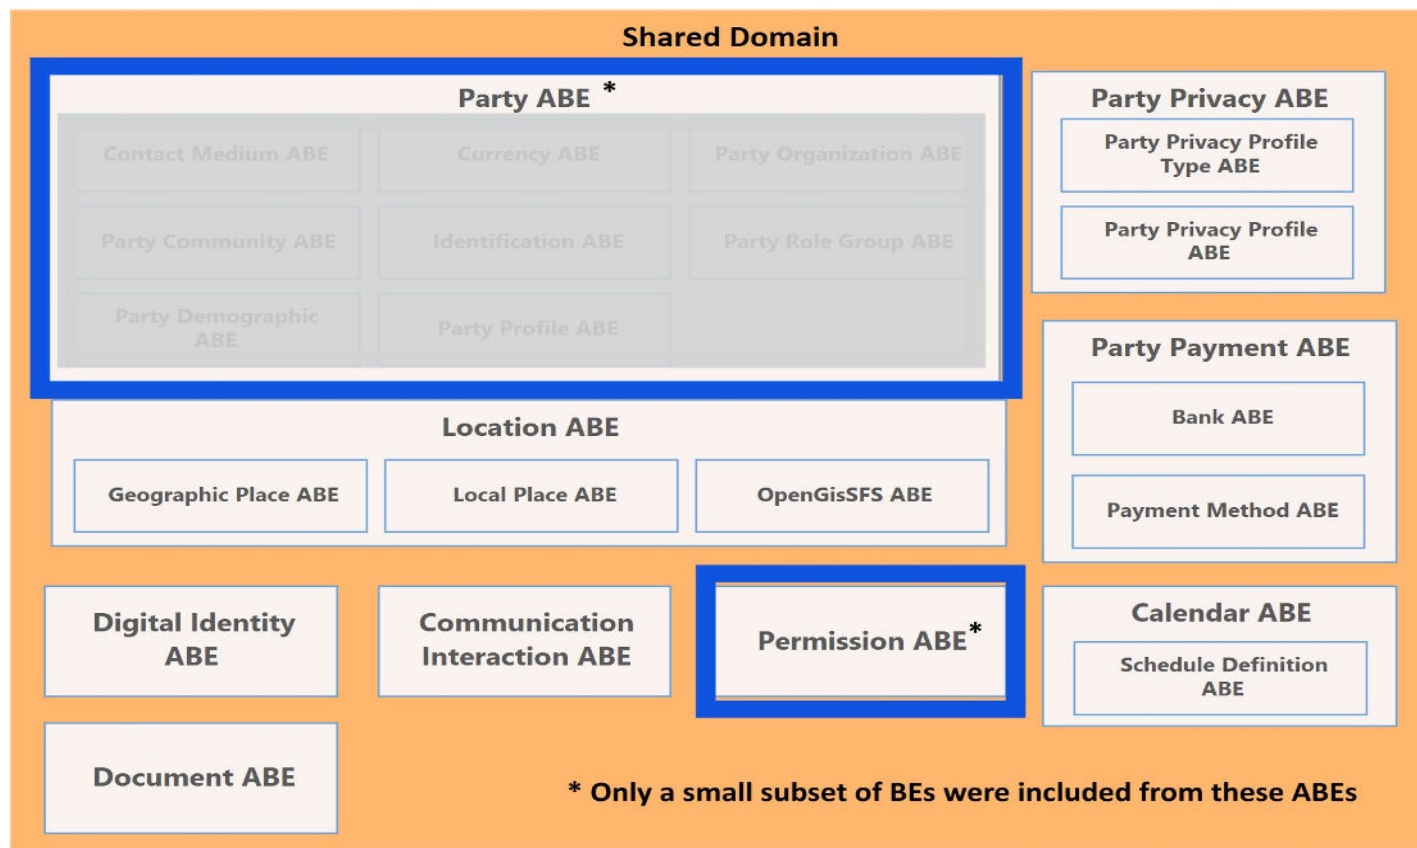 Shared Domain
Party ABE *
Contact Medium ABE
Currency ABE
Party Organization ABE
Party Community ABE
Identification ABE
Party Role Group ABE
Party Demographic
ABE
Party Profile ABE
Party Privacy ABE
Party Privacy Profile
Type ABE
Party Privacy Profile
ABE
Party Payment ABE
Bank ABE
Payment Method ABE
Location ABE
Geographic Place ABE
Local Place ABE
OpenGisSFS ABE
Digital Identity
ABE
Communication
Interaction ABE
Permission ABE*
Calendar ABE
Schedule Definition
ABE
Document ABE
* Only a small subset of BEs were included from these ABEs